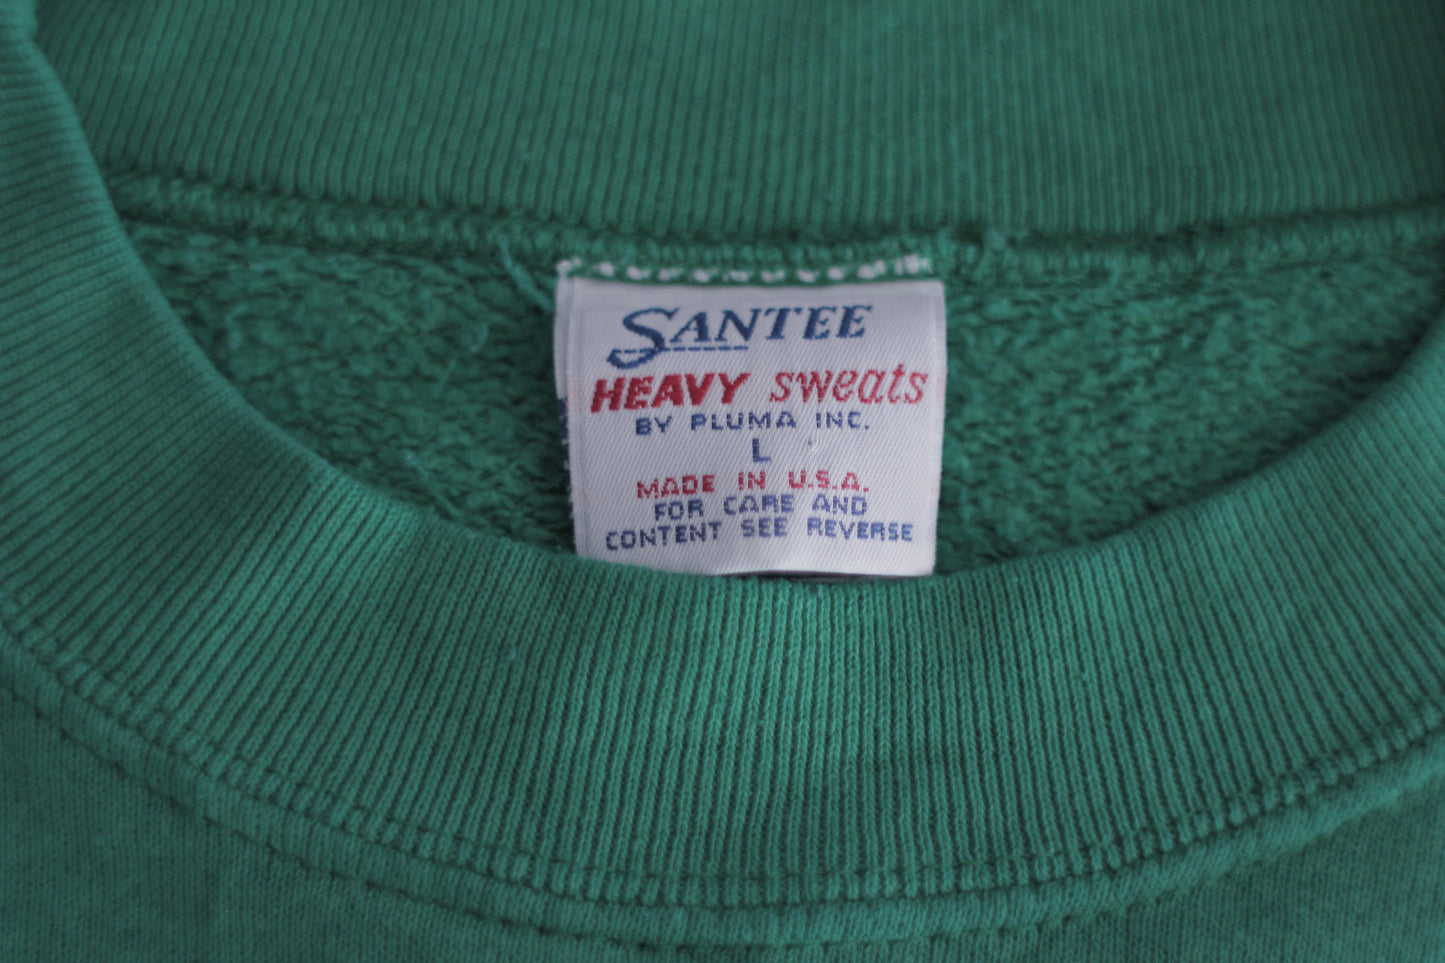 SANTEE
HEAVY sweats
BY PLUMA INC.
L
MADE IN U.S.A.
FOR CARE AND
CONTENT SEE REVERSE